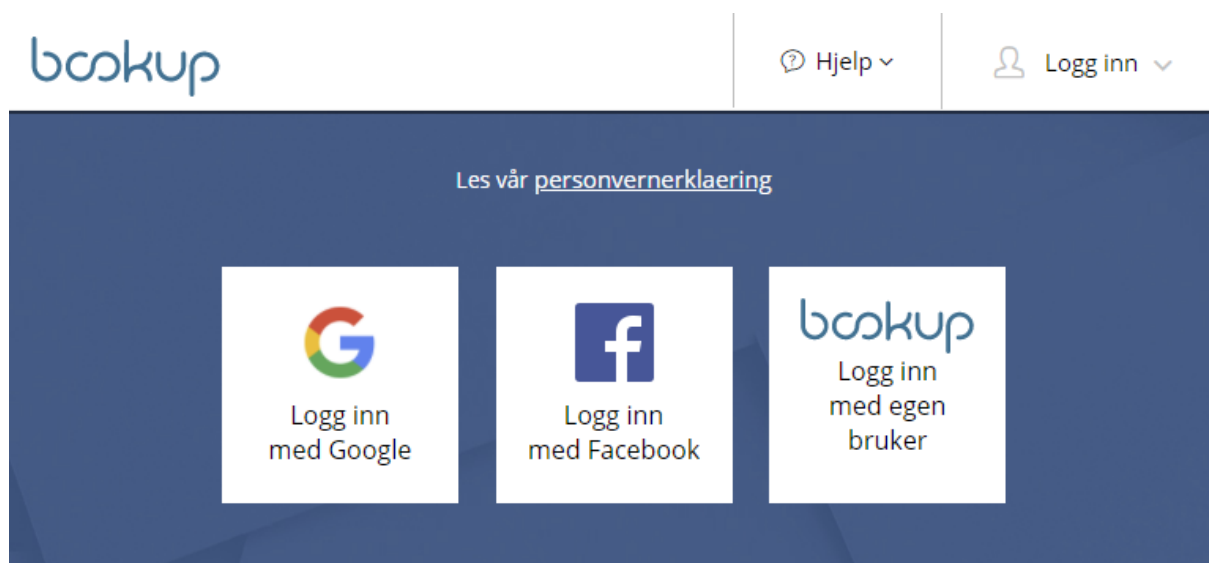 bookup
Hjelp
Logg inn
Les vår personvernerklaering
Logg inn
med Google
Logg inn
med Facebook
bookup
Logg inn
med egen
bruker